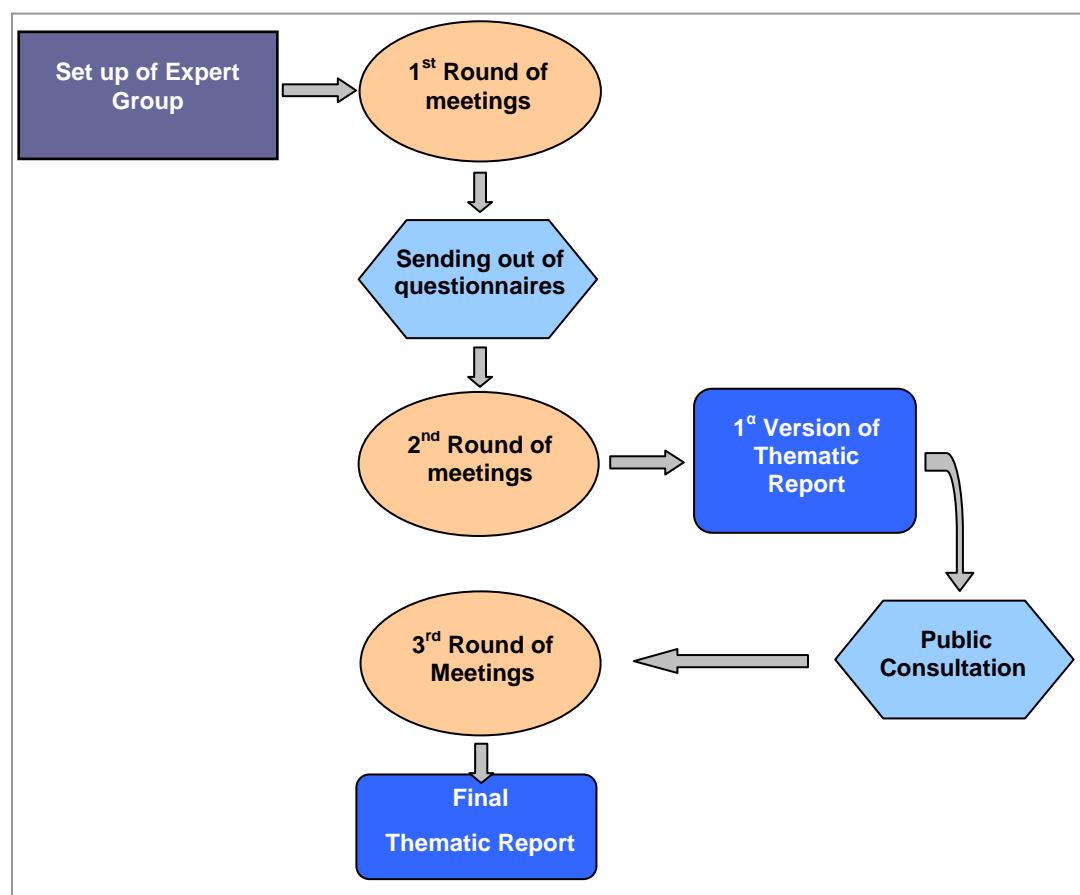 Set up of Expert
Group
1st Round of
meetings
Sending out of
questionnaires
2nd Round of
meetings
1α Version of
Thematic
Report
Public
Consultation
3rd Round of
Meetings
Final
Thematic Report